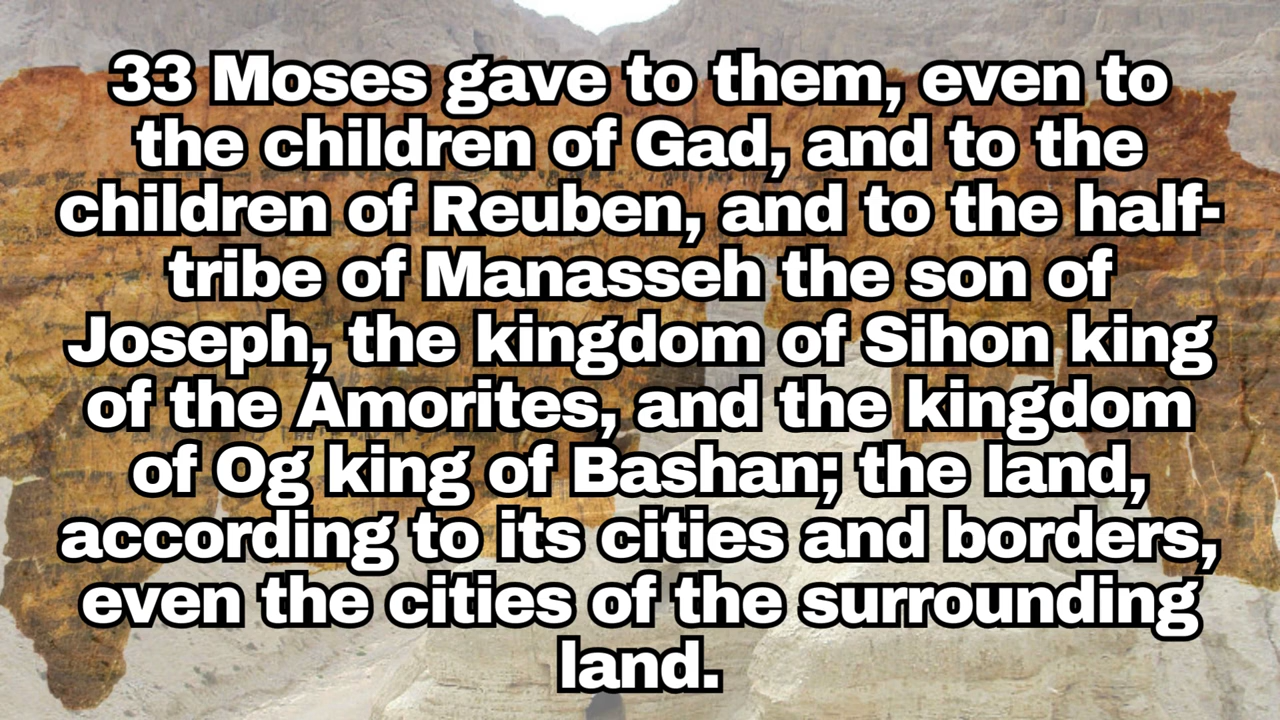 33 Moses gave to them, even to
the children of Gad, and to the
children of Reuben, and to the half-
tribe of Manasseh the son of
Joseph, the kingdom of Sihon king
of the Amorites, and the kingdom
of Og king of Bashan; the land,
according to its cities and borders,
even the cities of the surrounding
land.